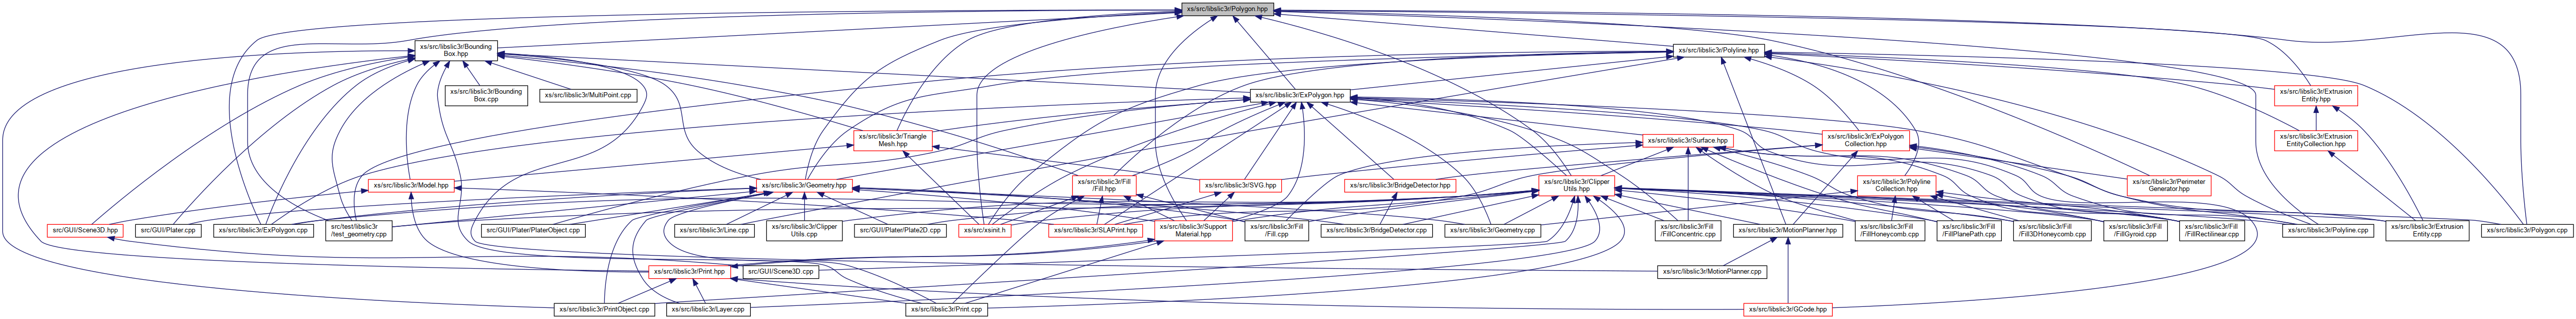 xs/src/libslic3r/Polygon.hpp
xs/src/libslic3r/Bounding
Box.hpp
xs/src/libslic3r/Polyline.hpp
xs/src/libslic3r/Bounding
Box.cpp
xs/src/libslic3r/MultiPoint.cpp
xs/src/libslic3r/ExPolygon.hpp
xs/src/libslic3r/Extrusion
Entity.hpp
xs/src/libslic3r/Triangle
Mesh.hpp
xs/src/libslic3r/Surface.hpp
xs/src/libslic3r/ExPolygon
Collection.hpp
xs/src/libslic3r/Extrusion
EntityCollection.hpp
xs/src/libslic3r/Model.hpp
xs/src/libslic3r/Geometry.hpp
xs/src/libslic3r/Fill
/Fill.hpp
xs/src/libslic3r/SVG.hpp
xs/src/libslic3r/BridgeDetector.hpp
xs/src/libslic3r/Clipper
Utils.hpp
xs/src/libslic3r/Polyline
Collection.hpp
xs/src/libslic3r/Perimeter
Generator.hpp
src/GUI/Scene3D.hpp
src/GUI/Plater.cpp
xs/src/libslic3r/ExPolygon.cpp
src/test/libslic3r
/test_geometry.cpp
src/GUI/Plater/PlaterObject.cpp
xs/src/libslic3r/Line.cpp
xs/src/libslic3r/Clipper
Utils.cpp
src/GUI/Plater/Plate2D.cpp
xs/src/xsinit.h
xs/src/libslic3r/SLAPrint.hpp
xs/src/libslic3r/Support
Material.hpp
xs/src/libslic3r/Fill
/Fill.cpp
xs/src/libslic3r/BridgeDetector.cpp
xs/src/libslic3r/Geometry.cpp
xs/src/libslic3r/Fill
/FillConcentric.cpp
xs/src/libslic3r/MotionPlanner.hpp
xs/src/libslic3r/Fill
/FillHoneycomb.cpp
xs/src/libslic3r/Fill
/FillPlanePath.cpp
xs/src/libslic3r/Fill
/Fill3DHoneycomb.cpp
xs/src/libslic3r/Fill
/FillGyroid.cpp
xs/src/libslic3r/Fill
/FillRectilinear.cpp
xs/src/libslic3r/Polyline.cpp
xs/src/libslic3r/Extrusion
Entity.cpp
xs/src/libslic3r/Polygon.cpp
xs/src/libslic3r/Print.hpp
src/GUI/Scene3D.cpp
xs/src/libslic3r/MotionPlanner.cpp
xs/src/libslic3r/PrintObject.cpp
xs/src/libslic3r/Layer.cpp
xs/src/libslic3r/Print.cpp
xs/src/libslic3r/GCode.hpp